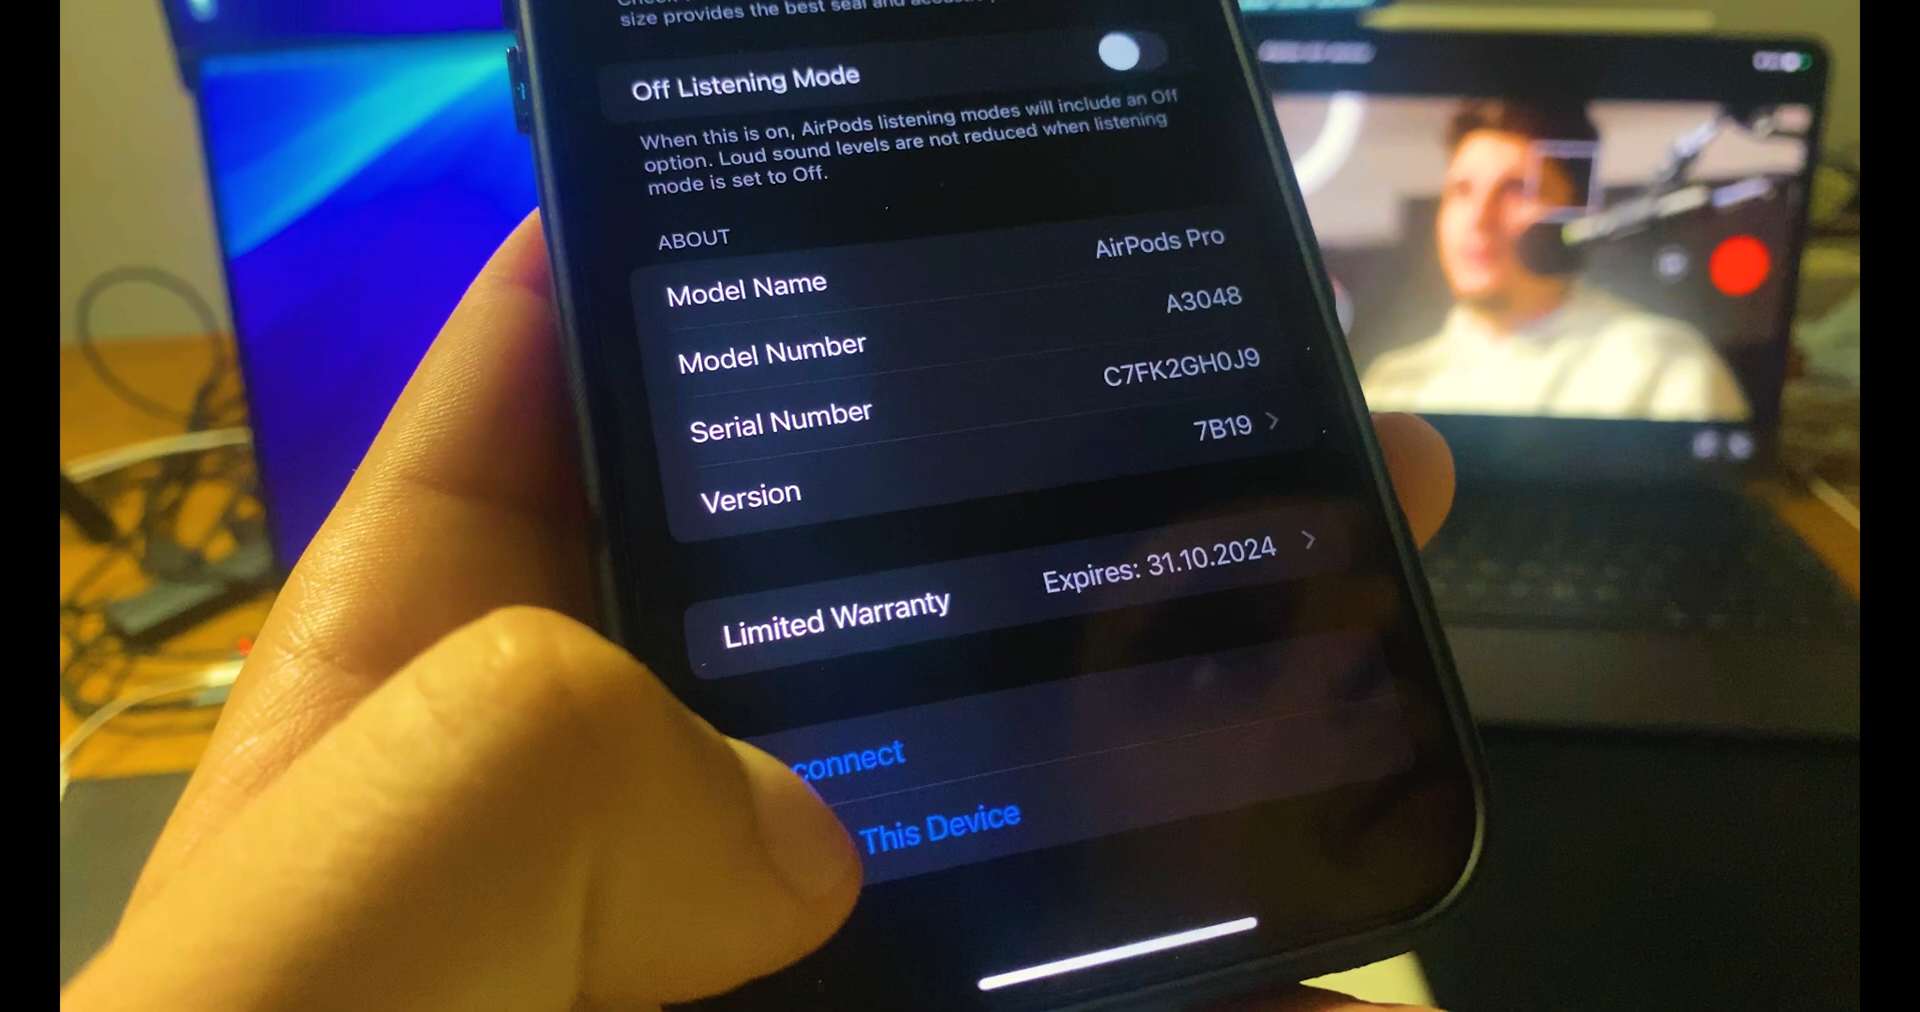 size provides the best seal and
Off Listening Mode
When this is on, AirPods listening modes will include an Off
option. Loud sound levels are not reduced when listening
mode is set to Off.
ABOUT
Model Name AirPods Pro
Model Number A3048
Serial Number C7FK2GH0J9
Version 7B19
Limited Warranty Expires: 31.10.2024
connect
This Device